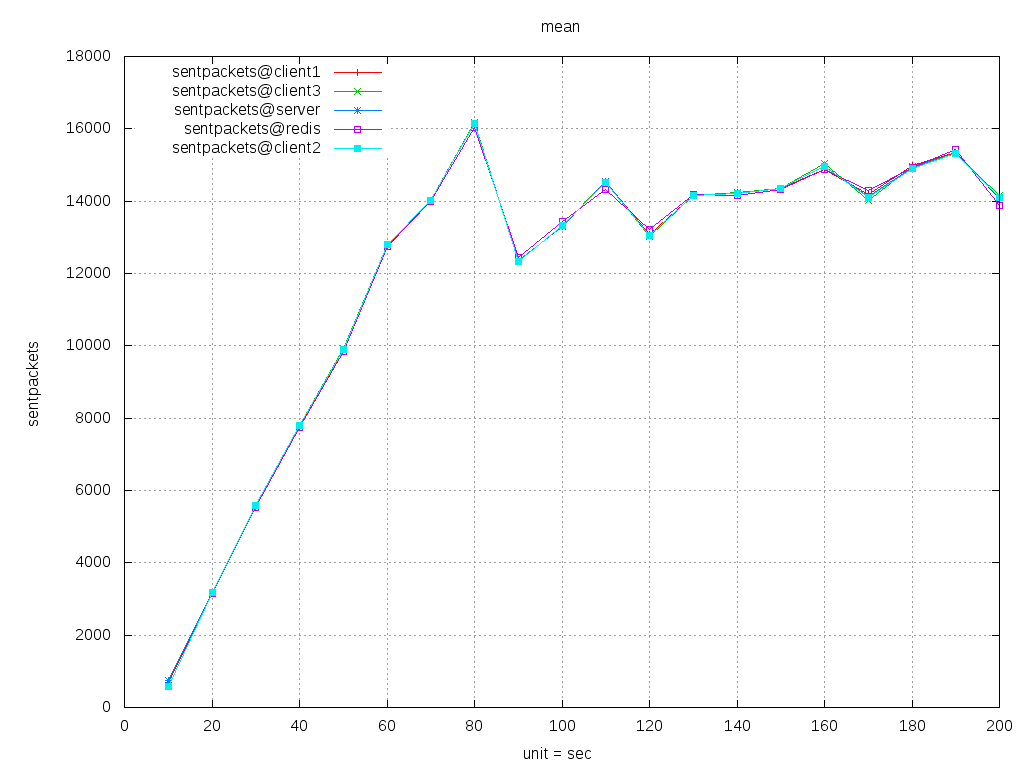 mean
18000
16000
14000
12000
10000
8000
6000
4000
2000
0
sentpackets
sentpackets@client1
sentpackets@client3
sentpackets@server
sentpackets@redis
sentpackets@client2
0 20 40 60 80 100 120 140 160 180 200
unit = sec